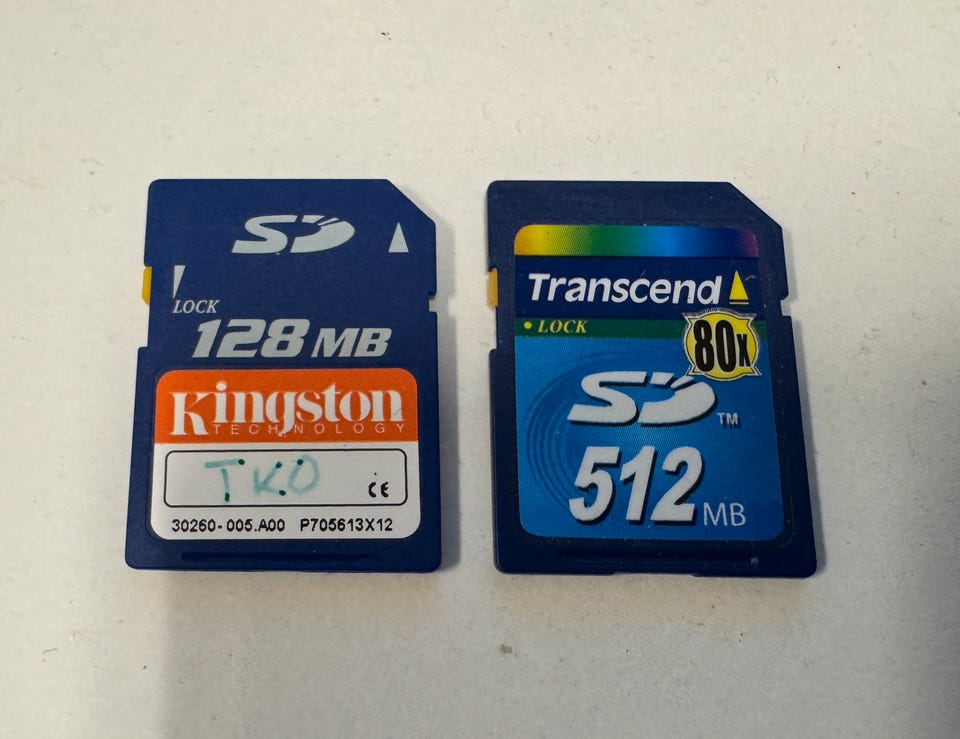 SD
LOCK
128 MB
Kingston
TECHNOLOGY
TKO
CE
30260-005.A00 P705613X12
Transcend
• LOCK
80x
SD™
512 MB